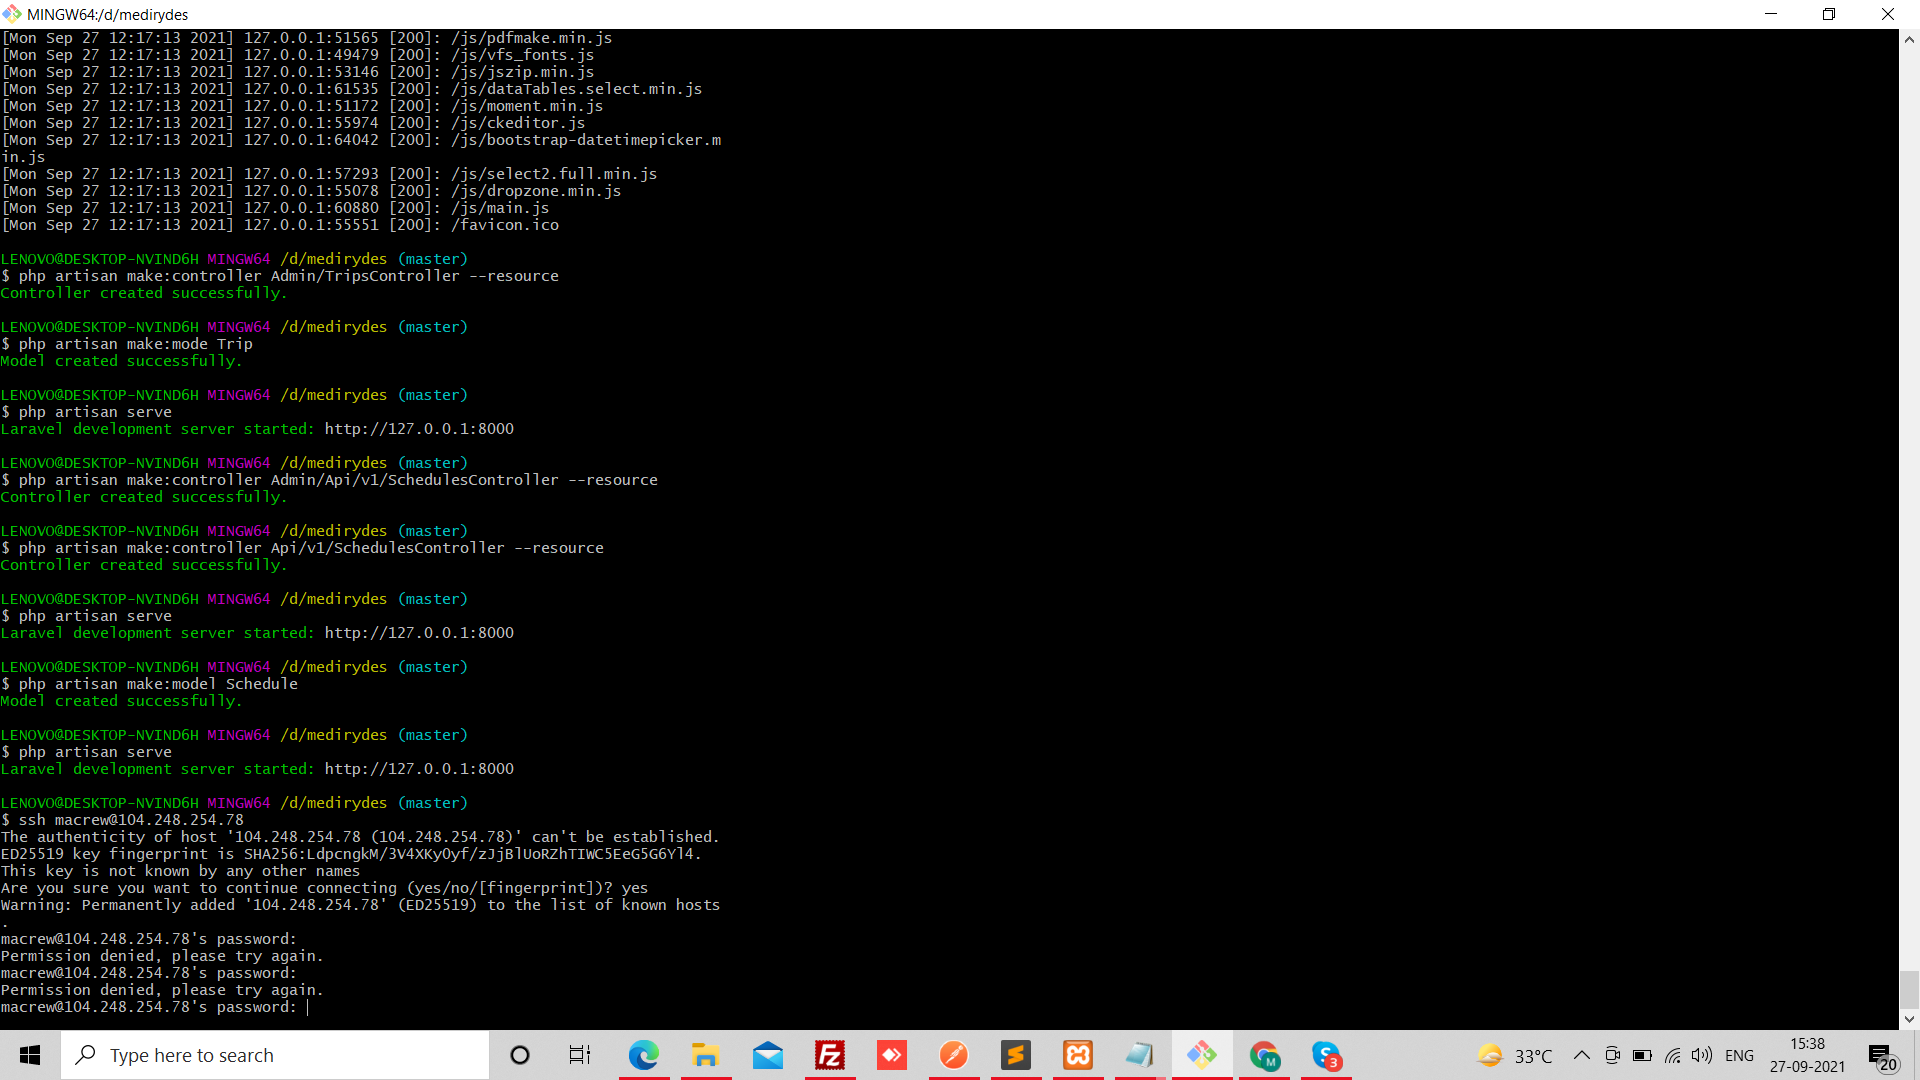 MINGW64:/d/medirydes
[Mon Sep 27 12:17:13 2021] 127.0.0.1:51565 [200]: /js/pdfmake.min.js
[Mon Sep 27 12:17:13 2021] 127.0.0.1:49479 [200]: /js/vfs_fonts.js
[Mon Sep 27 12:17:13 2021] 127.0.0.1:53146 [200]: /js/jszip.min.js
[Mon Sep 27 12:17:13 2021] 127.0.0.1:61535 [200]: /js/dataTables.select.min.js
[Mon Sep 27 12:17:13 2021] 127.0.0.1:51172 [200]: /js/moment.min.js
[Mon Sep 27 12:17:13 2021] 127.0.0.1:55974 [200]: /js/ckeditor.js
[Mon Sep 27 12:17:13 2021] 127.0.0.1:64042 [200]: /js/bootstrap-datetimepicker.m
in.js
[Mon Sep 27 12:17:13 2021] 127.0.0.1:57293 [200]: /js/select2.full.min.js
[Mon Sep 27 12:17:13 2021] 127.0.0.1:55078 [200]: /js/dropzone.min.js
[Mon Sep 27 12:17:13 2021] 127.0.0.1:60880 [200]: /js/main.js
[Mon Sep 27 12:17:13 2021] 127.0.0.1:55551 [200]: /favicon.ico
LENOVO@DESKTOP-NVIND6H MINGW64 /d/medirydes (master)
$ php artisan make:controller Admin/TripsController --resource
Controller created successfully.
LENOVO@DESKTOP-NVIND6H MINGW64 /d/medirydes (master)
$ php artisan make:mode Trip
Model created successfully.
LENOVO@DESKTOP-NVIND6H MINGW64 /d/medirydes (master)
$ php artisan serve
Laravel development server started: http://127.0.0.1:8000
LENOVO@DESKTOP-NVIND6H MINGW64 /d/medirydes (master)
$ php artisan make:controller Admin/Api/v1/SchedulesController --resource
Controller created successfully.
LENOVO@DESKTOP-NVIND6H MINGW64 /d/medirydes (master)
$ php artisan make:controller Api/v1/SchedulesController --resource
Controller created successfully.
LENOVO@DESKTOP-NVIND6H MINGW64 /d/medirydes (master)
$ php artisan serve
Laravel development server started: http://127.0.0.1:8000
LENOVO@DESKTOP-NVIND6H MINGW64 /d/medirydes (master)
$ php artisan make:model Schedule
Model created successfully.
LENOVO@DESKTOP-NVIND6H MINGW64 /d/medirydes (master)
$ php artisan serve
Laravel development server started: http://127.0.0.1:8000
LENOVO@DESKTOP-NVIND6H MINGW64 /d/medirydes (master)
$ ssh macrew@104.248.254.78
The authenticity of host '104.248.254.78 (104.248.254.78)' can't be established.
ED25519 key fingerprint is SHA256:LdpcngkM/3V4XKyOyf/zJjBlUoRZhTIWC5EeG5G6Yl4.
This key is not known by any other names
Are you sure you want to continue connecting (yes/no/[fingerprint])? yes
Warning: Permanently added '104.248.254.78' (ED25519) to the list of known hosts
.
macrew@104.248.254.78's password:
Permission denied, please try again.
macrew@104.248.254.78's password:
Permission denied, please try again.
macrew@104.248.254.78's password:
Type here to search
33°C
ENG
15:38
27-09-2021
20
3
M
Fz